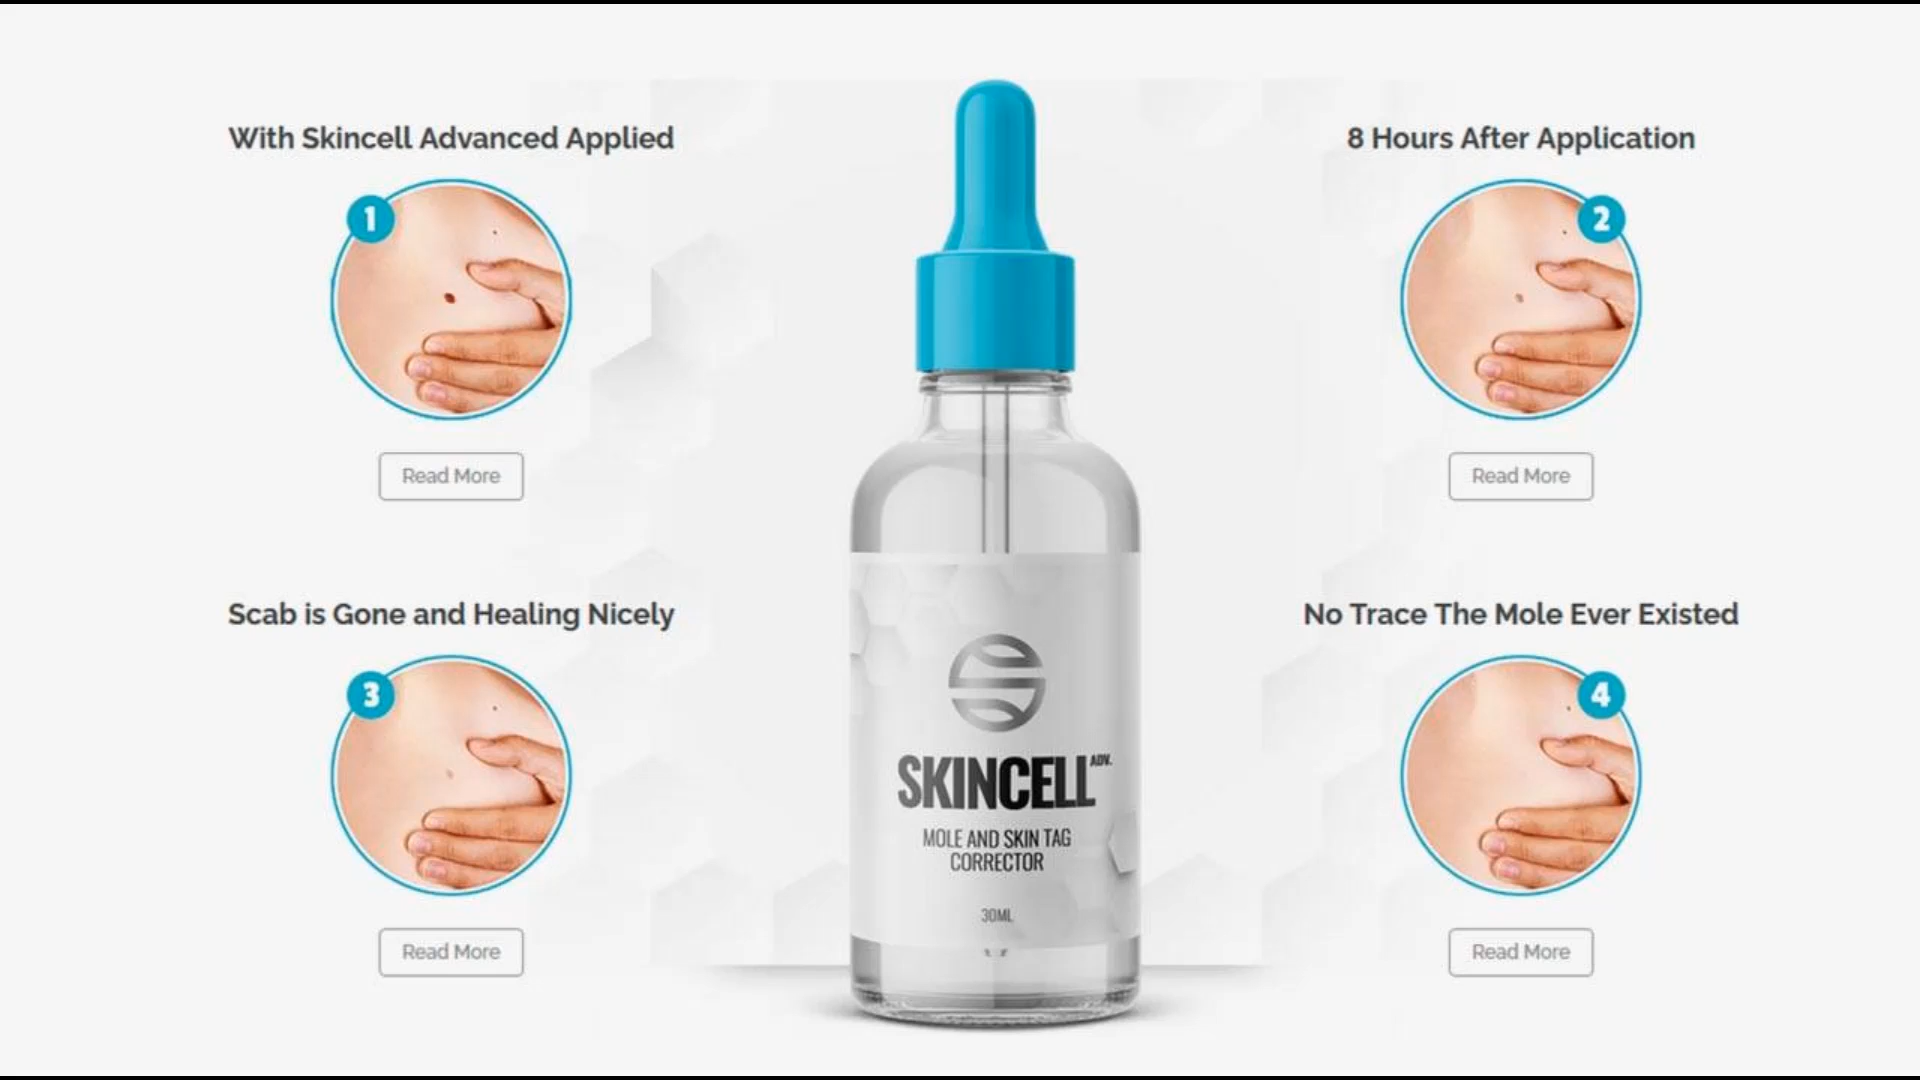 With Skincell Advanced Applied
1
Read More
8 Hours After Application
2
Read More
Scab is Gone and Healing Nicely
3
Read More
No Trace The Mole Ever Existed
4
Read More
SKINCELL ADV.
MOLE AND SKIN TAG
CORRECTOR
30ML